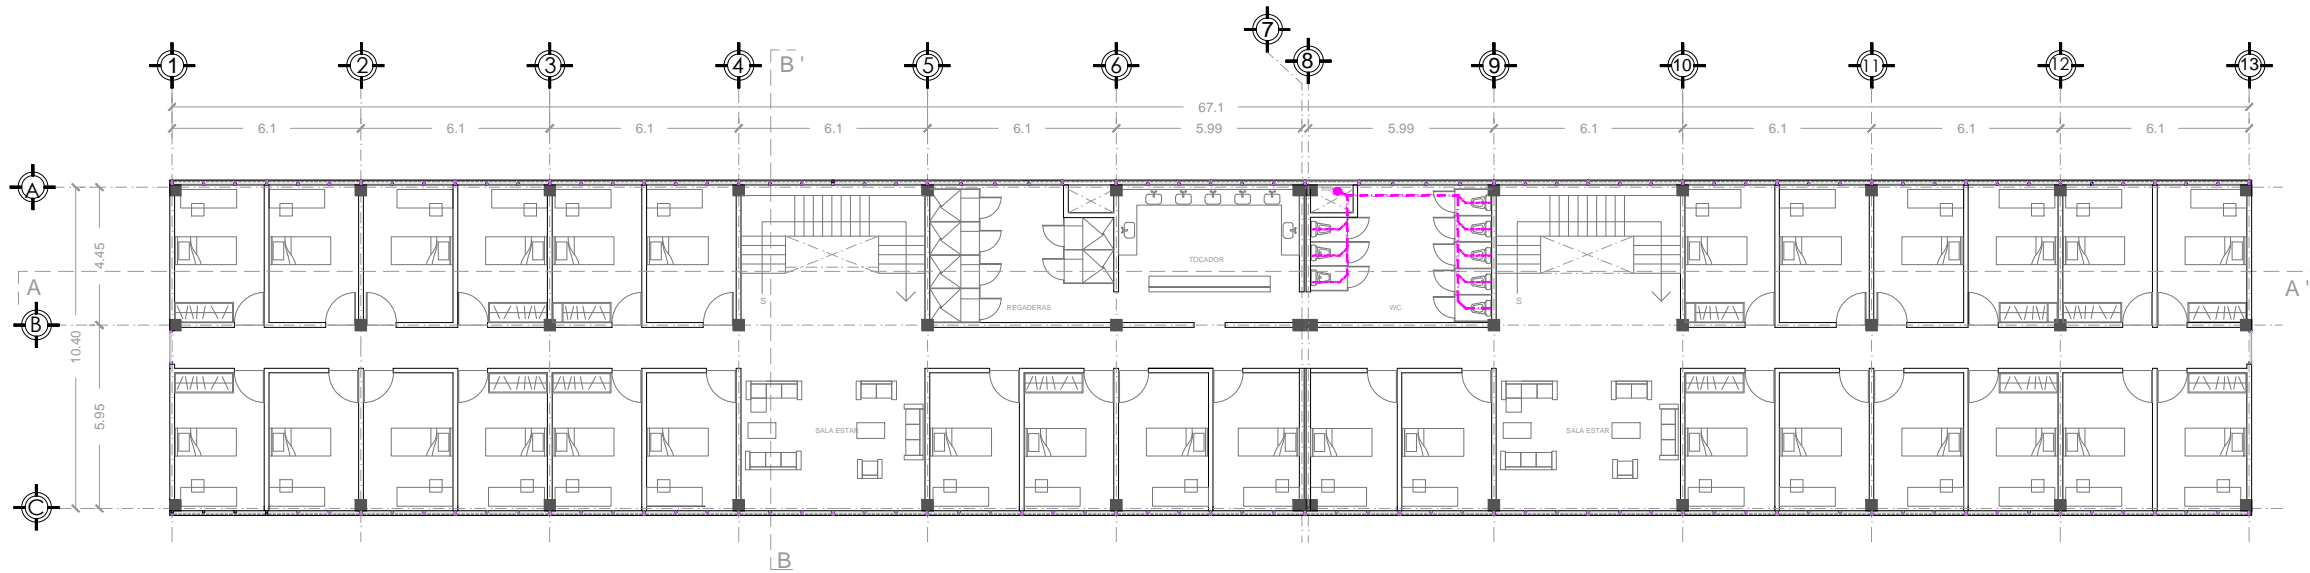 7
1 2 3 4 B ' 5 6 8 9 10 11 12 13
67.1
6.1 6.1 6.1 6.1 6.1 5.99 5.99 6.1 6.1 6.1 6.1
A
4.45
TOCADOR
A A '
S REGADERAS WC S
B
10.40
5.95
SALA ESTAR SALA ESTAR
C
B